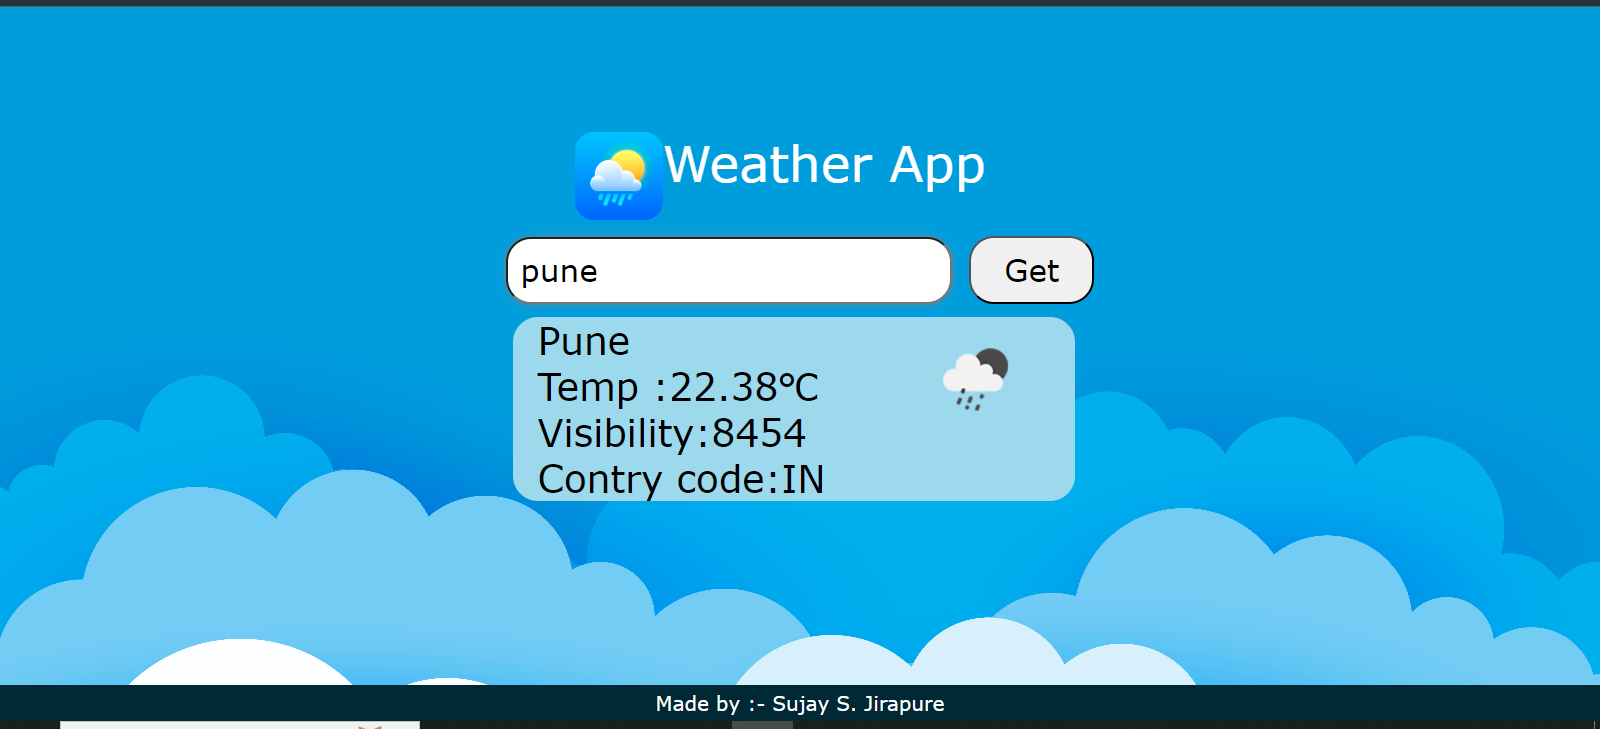 Weather App
pune
Get
Pune
Temp :22.38°C
Visibility:8454
Contry code:IN
Made by :- Sujay S. Jirapure